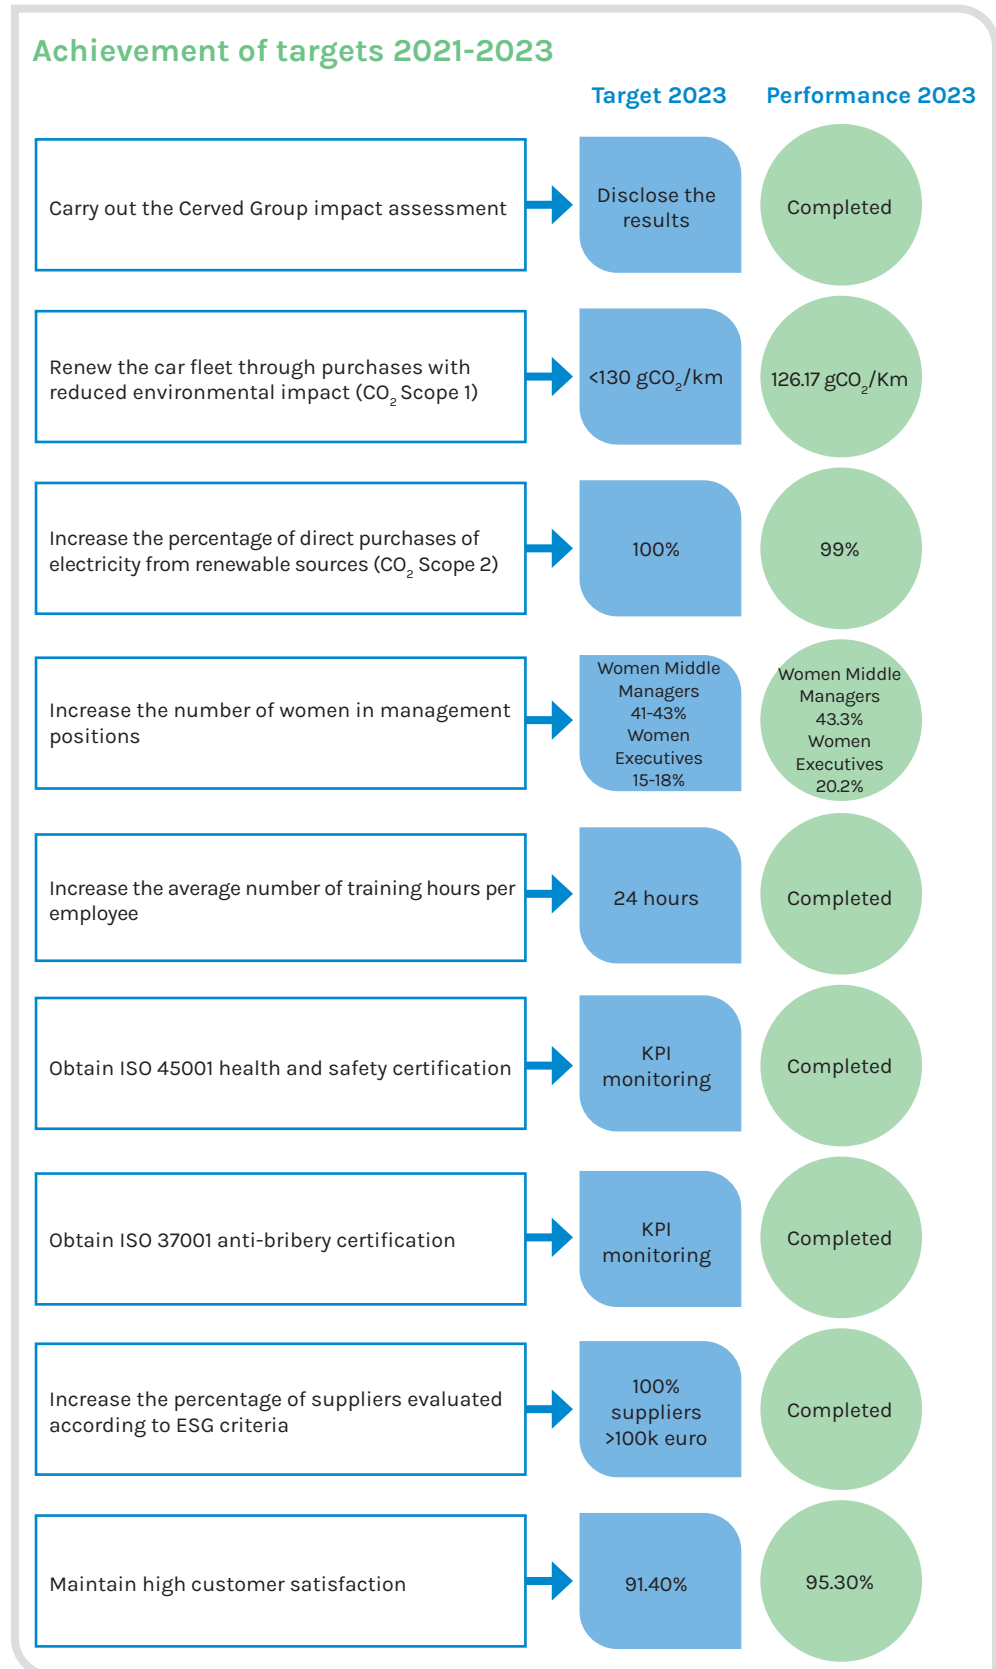 Achievement of targets 2021-2023
Target 2023
Performance 2023
Carry out the Cerved Group impact assessment
Disclose the
results
Completed
Renew the car fleet through purchases with
reduced environmental impact (CO₂ Scope 1)
<130 gCO₂/km
126.17 gCO₂/Km
Increase the percentage of direct purchases of
electricity from renewable sources (CO₂ Scope 2)
100%
99%
Increase the number of women in management
positions
Women Middle
Managers
41-43%
Women
Executives
15-18%
Women Middle
Managers
43.3%
Women
Executives
20.2%
Increase the average number of training hours per
employee
24 hours
Completed
Obtain ISO 45001 health and safety certification
KPI
monitoring
Completed
Obtain ISO 37001 anti-bribery certification
KPI
monitoring
Completed
Increase the percentage of suppliers evaluated
according to ESG criteria
100%
suppliers
>100k euro
Completed
Maintain high customer satisfaction
91.40%
95.30%